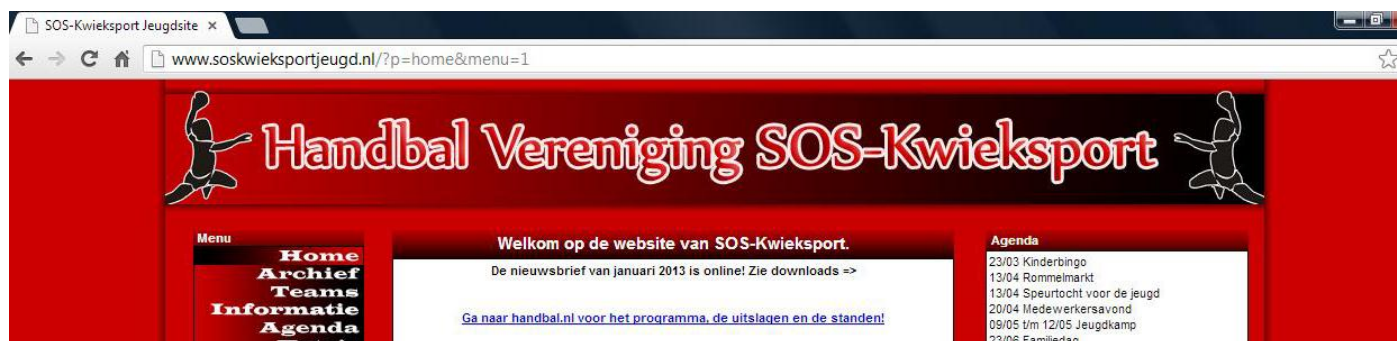 SOS-Kwieksport Jeugdsite
www.soskwieksportjeugd.nl/?p=home&menu=1
Handbal Vereniging SOS-Kwieksport
Menu
Home
Archief
Teams
Informatie
Agenda
Welkom op de website van SOS-Kwieksport.
De nieuwsbrief van januari 2013 is online! Zie downloads =>
Ga naar handbal.nl voor het programma, de uitslagen en de standen!
Agenda
23/03 Kinderbingo
13/04 Rommelmarkt
13/04 Speurtocht voor de jeugd
20/04 Medewerkersavond
09/05 t/m 12/05 Jeugdkamp
23/06 Familiedag